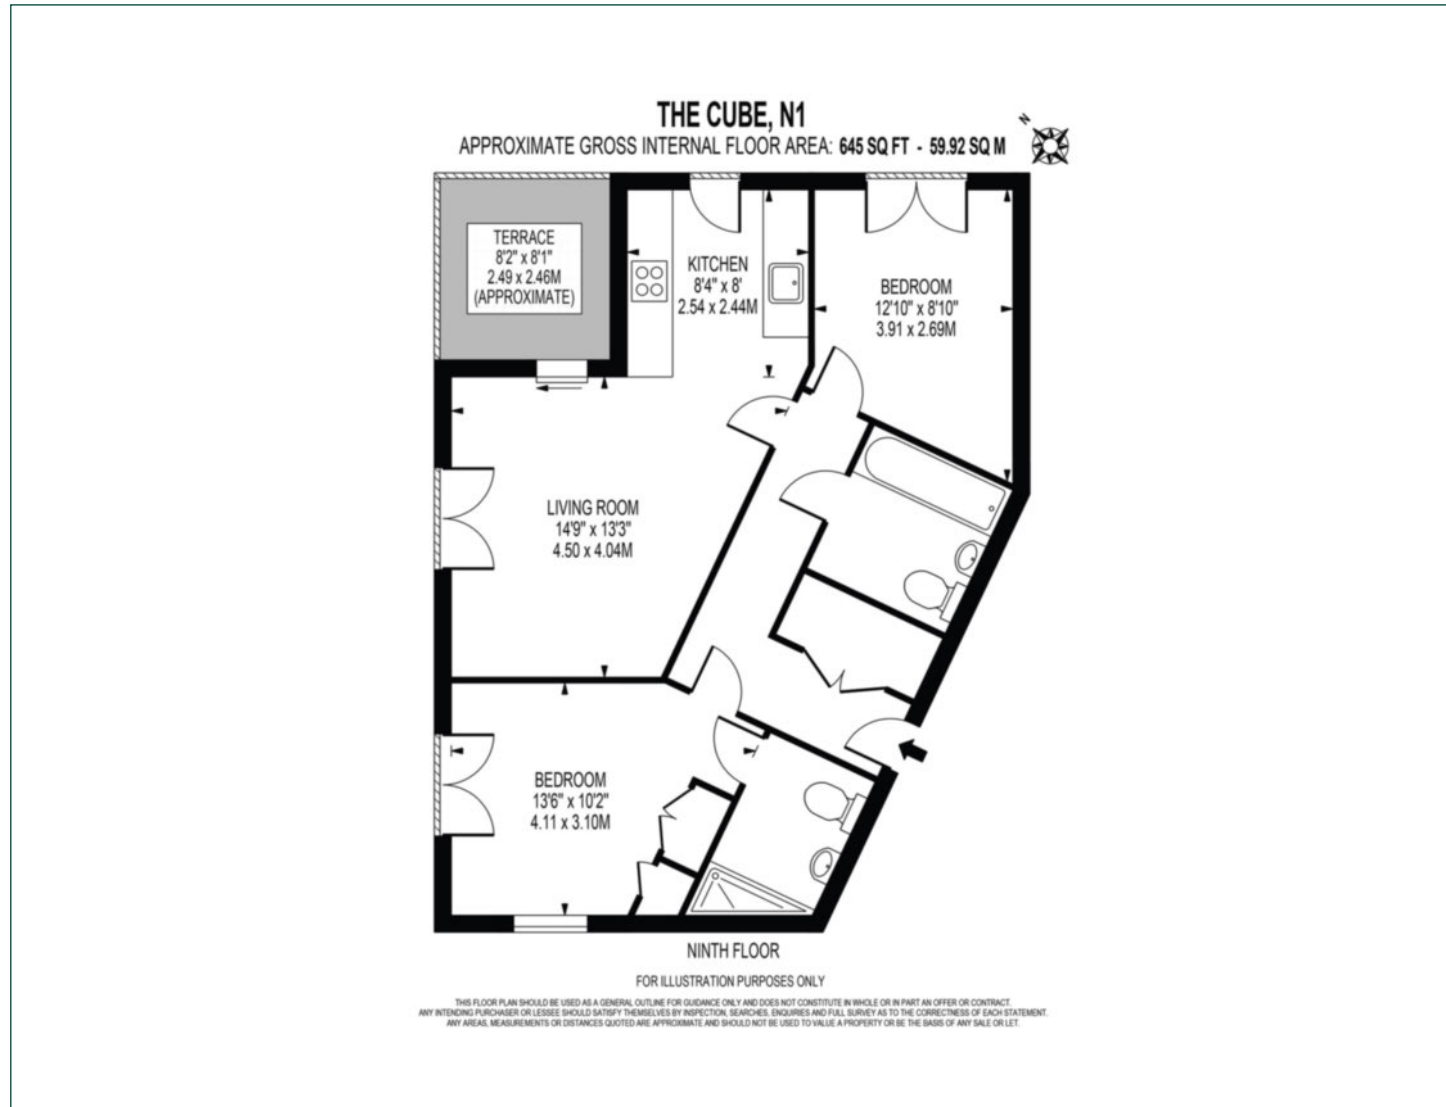 THE CUBE, N1
APPROXIMATE GROSS INTERNAL FLOOR AREA: 645 SQ FT - 59.92 SQ M
N
TERRACE
8'2" x 8'1"
2.49 x 2.46M
(APPROXIMATE)
KITCHEN
8'4" x 8'
2.54 x 2.44M
BEDROOM
12'10" x 8'10"
3.91 x 2.69M
LIVING ROOM
14'9" x 13'3"
4.50 x 4.04M
BEDROOM
13'6" x 10'2"
4.11 x 3.10M
NINTH FLOOR
FOR ILLUSTRATION PURPOSES ONLY
THIS FLOOR PLAN SHOULD BE USED AS A GENERAL OUTLINE FOR GUIDANCE ONLY AND DOES NOT CONSTITUTE IN WHOLE OR IN PART AN OFFER OR CONTRACT.
ANY INTENDING PURCHASER OR LESSEE SHOULD SATISFY THEMSELVES BY INSPECTION, SEARCHES, ENQUIRIES AND FULL SURVEY AS TO THE CORRECTNESS OF EACH STATEMENT.
ANY AREAS, MEASUREMENTS OR DISTANCES QUOTED ARE APPROXIMATE AND SHOULD NOT BE USED TO VALUE A PROPERTY OR BE THE BASIS OF ANY SALE OR LET.